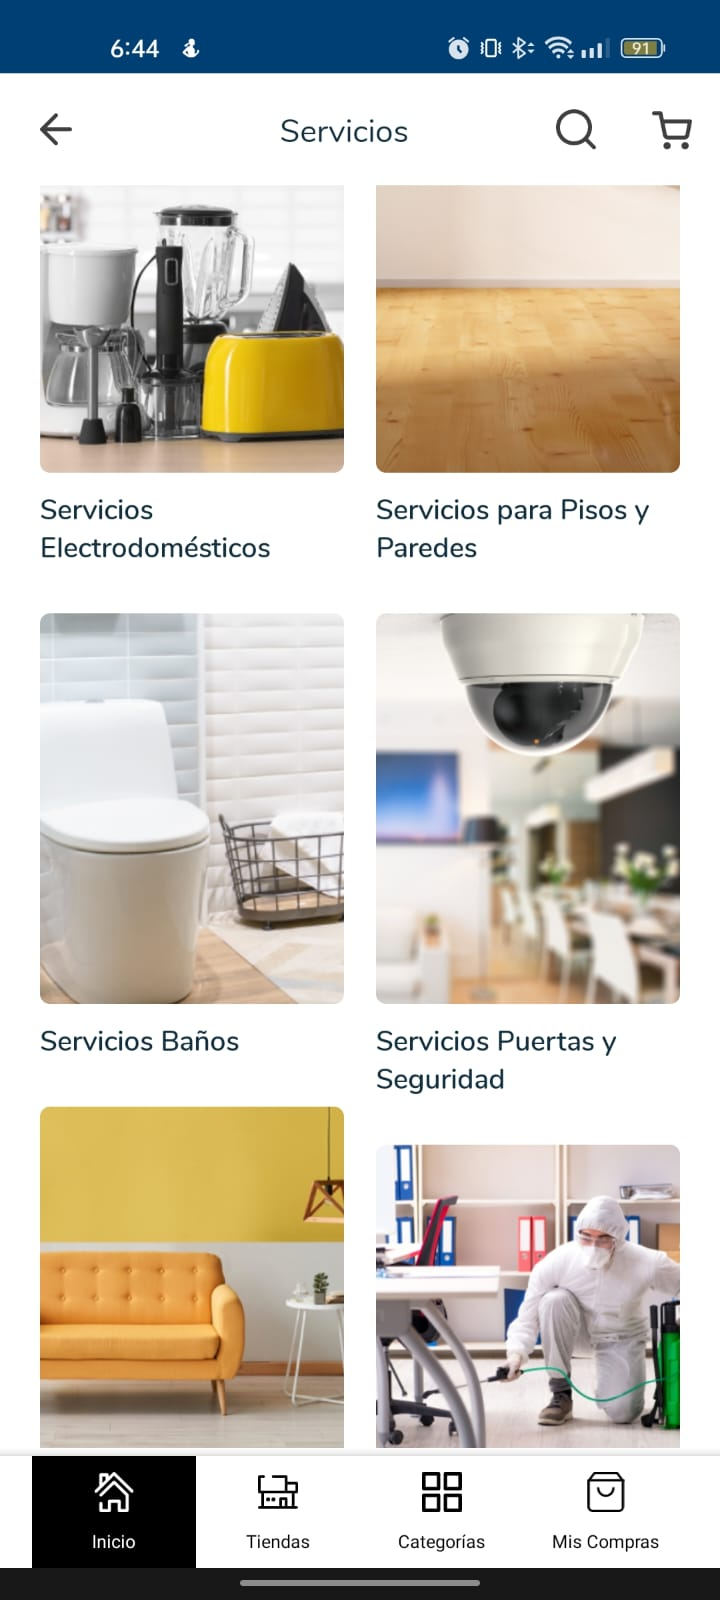 6:44
91
Servicios
Servicios
Electrodomésticos
Servicios para Pisos y
Paredes
Servicios Baños
Servicios Puertas y
Seguridad
Inicio
Tiendas
Categorías
Mis Compras